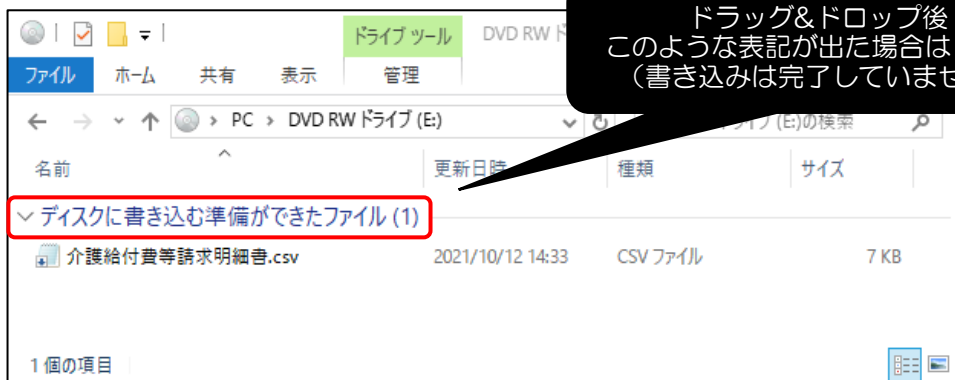 ドラッグ&ドロップ後
このような表記が出た場合は
（書き込みは完了していませ
ドライブ ツール DVD RW
ファイル ホーム 共有 表示 管理
PC › DVD RW ドライブ (E:)
(E:)の検索
名前 更新日時 種類 サイズ
ディスクに書き込む準備ができたファイル (1)
介護給付費等請求明細書.csv 2021/10/12 14:33 CSV ファイル 7 KB
1 個の項目